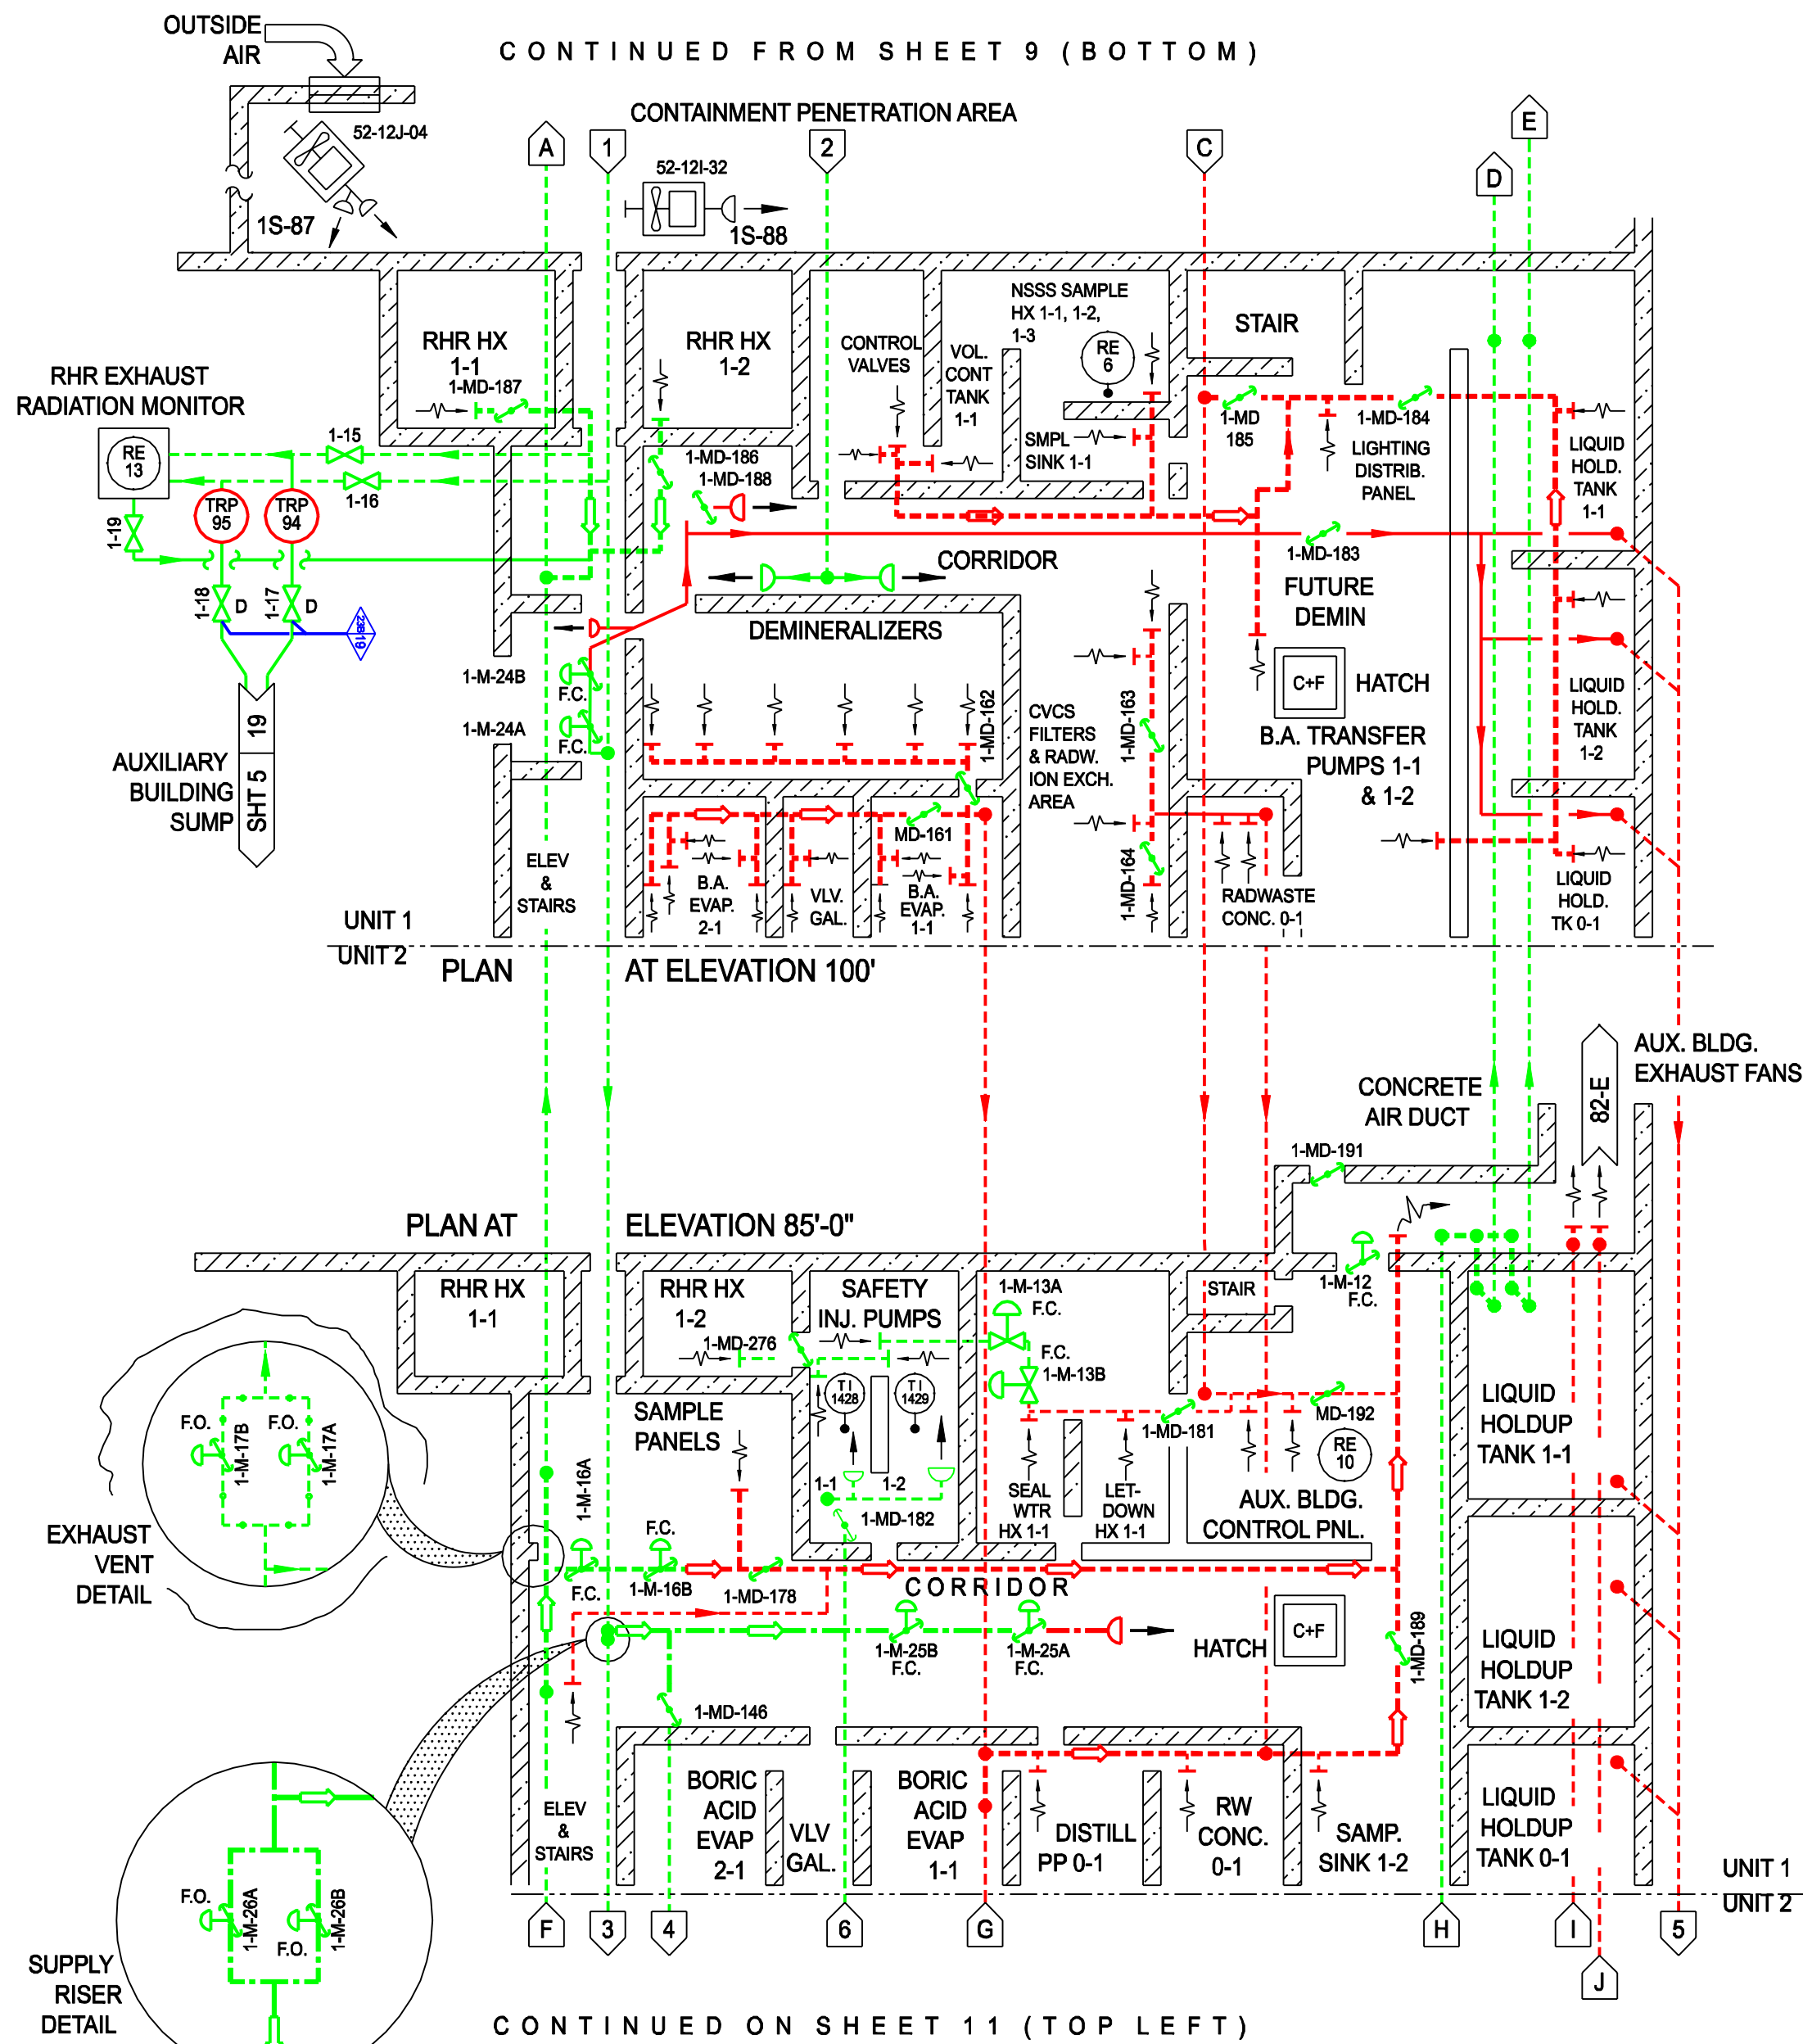 OUTSIDE
AIR
CONTINUED FROM SHEET 9 (BOTTOM)
52-12J-04
1S-87
CONTAINMENT PENETRATION AREA
A
1
2
C
D
E
52-12I-32
1S-88
RHR HX
1-1
1-MD-187
RHR HX
1-2
CONTROL
VALVES
VOL.
CONT
TANK
1-1
NSSS SAMPLE
HX 1-1, 1-2,
1-3
RE
6
SMPL
SINK 1-1
STAIR
1-MD
185
1-MD-184
LIGHTING
DISTRIB.
PANEL
LIQUID
HOLD.
TANK
1-1
RHR EXHAUST
RADIATION MONITOR
RE
13
1-15
1-16
1-19
TRP
95
TRP
94
1-18
D
1-17
D
23B/19
19
SHT 5
AUXILIARY
BUILDING
SUMP
1-MD-186
1-MD-188
CORRIDOR
1-MD-183
FUTURE
DEMIN
DEMINERALIZERS
1-M-24B
F.C.
1-M-24A
F.C.
1-MD-162
CVCS
FILTERS
& RADW.
ION EXCH.
AREA
1-MD-163
1-MD-164
C+F
HATCH
B.A. TRANSFER
PUMPS 1-1
& 1-2
LIQUID
HOLD.
TANK
1-2
MD-161
ELEV
&
STAIRS
B.A.
EVAP.
2-1
VLV.
GAL.
B.A.
EVAP.
1-1
RADWASTE
CONC. 0-1
LIQUID
HOLD.
TK 0-1
UNIT 1
UNIT 2
PLAN AT ELEVATION 100'
82-E
AUX. BLDG.
EXHAUST FANS
CONCRETE
AIR DUCT
1-MD-191
PLAN AT ELEVATION 85'-0"
RHR HX
1-1
RHR HX
1-2
1-MD-276
SAFETY
INJ. PUMPS
1-M-13A
F.C.
F.C.
1-M-13B
STAIR
1-M-12
F.C.
TI
1428
TI
1429
SAMPLE
PANELS
1-MD-181
MD-192
RE
10
LIQUID
HOLDUP
TANK 1-1
F.O.
1-M-17B
F.O.
1-M-17A
EXHAUST
VENT
DETAIL
1-M-16A
F.C.
F.C.
1-M-16B
1-MD-178
1-1
1-2
1-MD-182
SEAL
WTR
HX 1-1
LET-
DOWN
HX 1-1
AUX. BLDG.
CONTROL PNL.
CORRIDOR
1-M-25B
F.C.
1-M-25A
F.C.
HATCH
C+F
1-MD-189
LIQUID
HOLDUP
TANK 1-2
1-MD-146
ELEV
&
STAIRS
BORIC
ACID
EVAP
2-1
VLV
GAL.
BORIC
ACID
EVAP
1-1
DISTILL
PP 0-1
RW
CONC.
0-1
SAMP.
SINK 1-2
LIQUID
HOLDUP
TANK 0-1
UNIT 1
UNIT 2
F.O.
1-M-26A
F.O.
1-M-26B
SUPPLY
RISER
DETAIL
F
3
4
6
G
H
I
J
5
CONTINUED ON SHEET 11 (TOP LEFT)